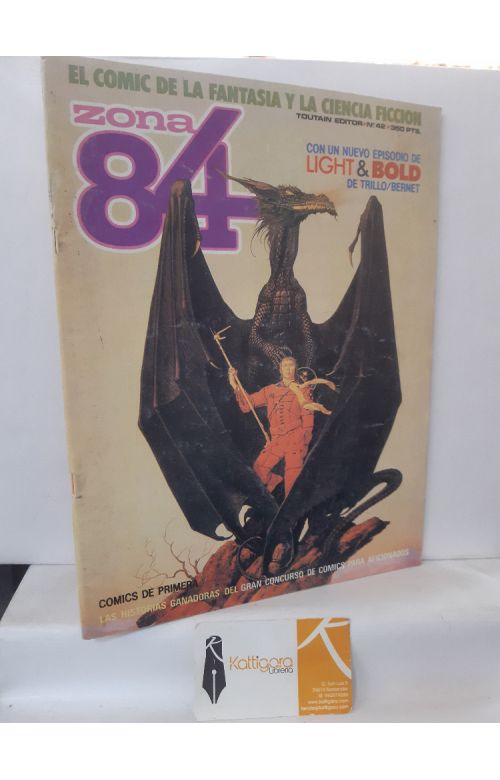 EL COMIC DE LA FANTASIA Y LA CIENCIA FICCION
TOUTAIN EDITOR • Nº 42 • 350 PTS.
zona
84
CON UN NUEVO EPISODIO DE
LIGHT & BOLD
DE TRILLO/BERNET
COMICS DE PRIMERA
LAS HISTORIAS GANADORAS DEL GRAN CONCURSO DE COMICS PARA AFICIONADOS
Kattigara
Librería